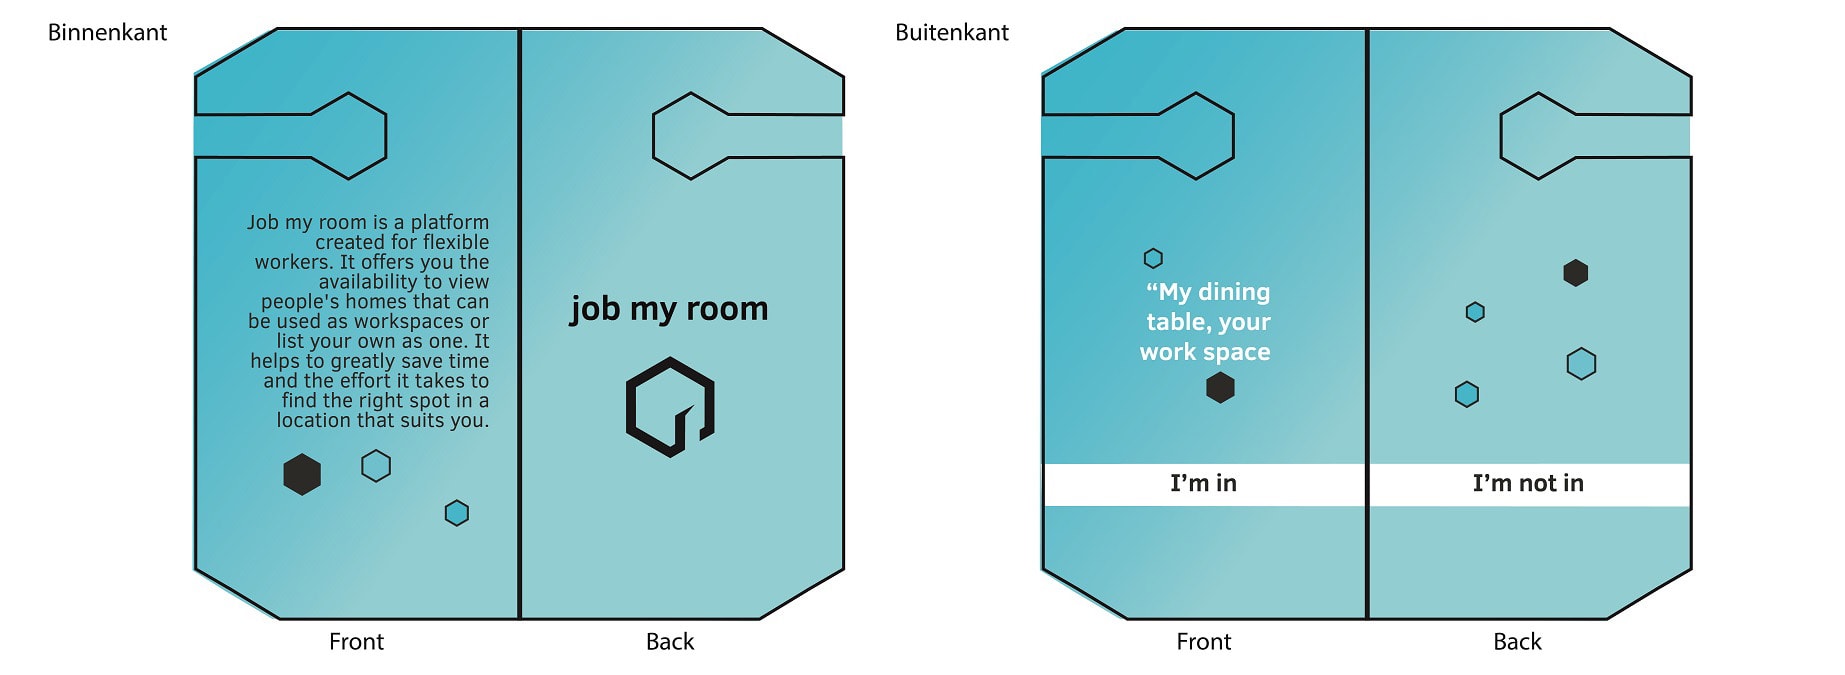 Binnenkant
Job my room is a platform
created for flexible
workers. It offers you the
availability to view
people's homes that can
be used as workspaces or
list your own as one. It
helps to greatly save time
and the effort it takes to
find the right spot in a
location that suits you.
job my room
Front
Back
Buitenkant
“My dining
table, your
work space
I’m in
I’m not in
Front
Back